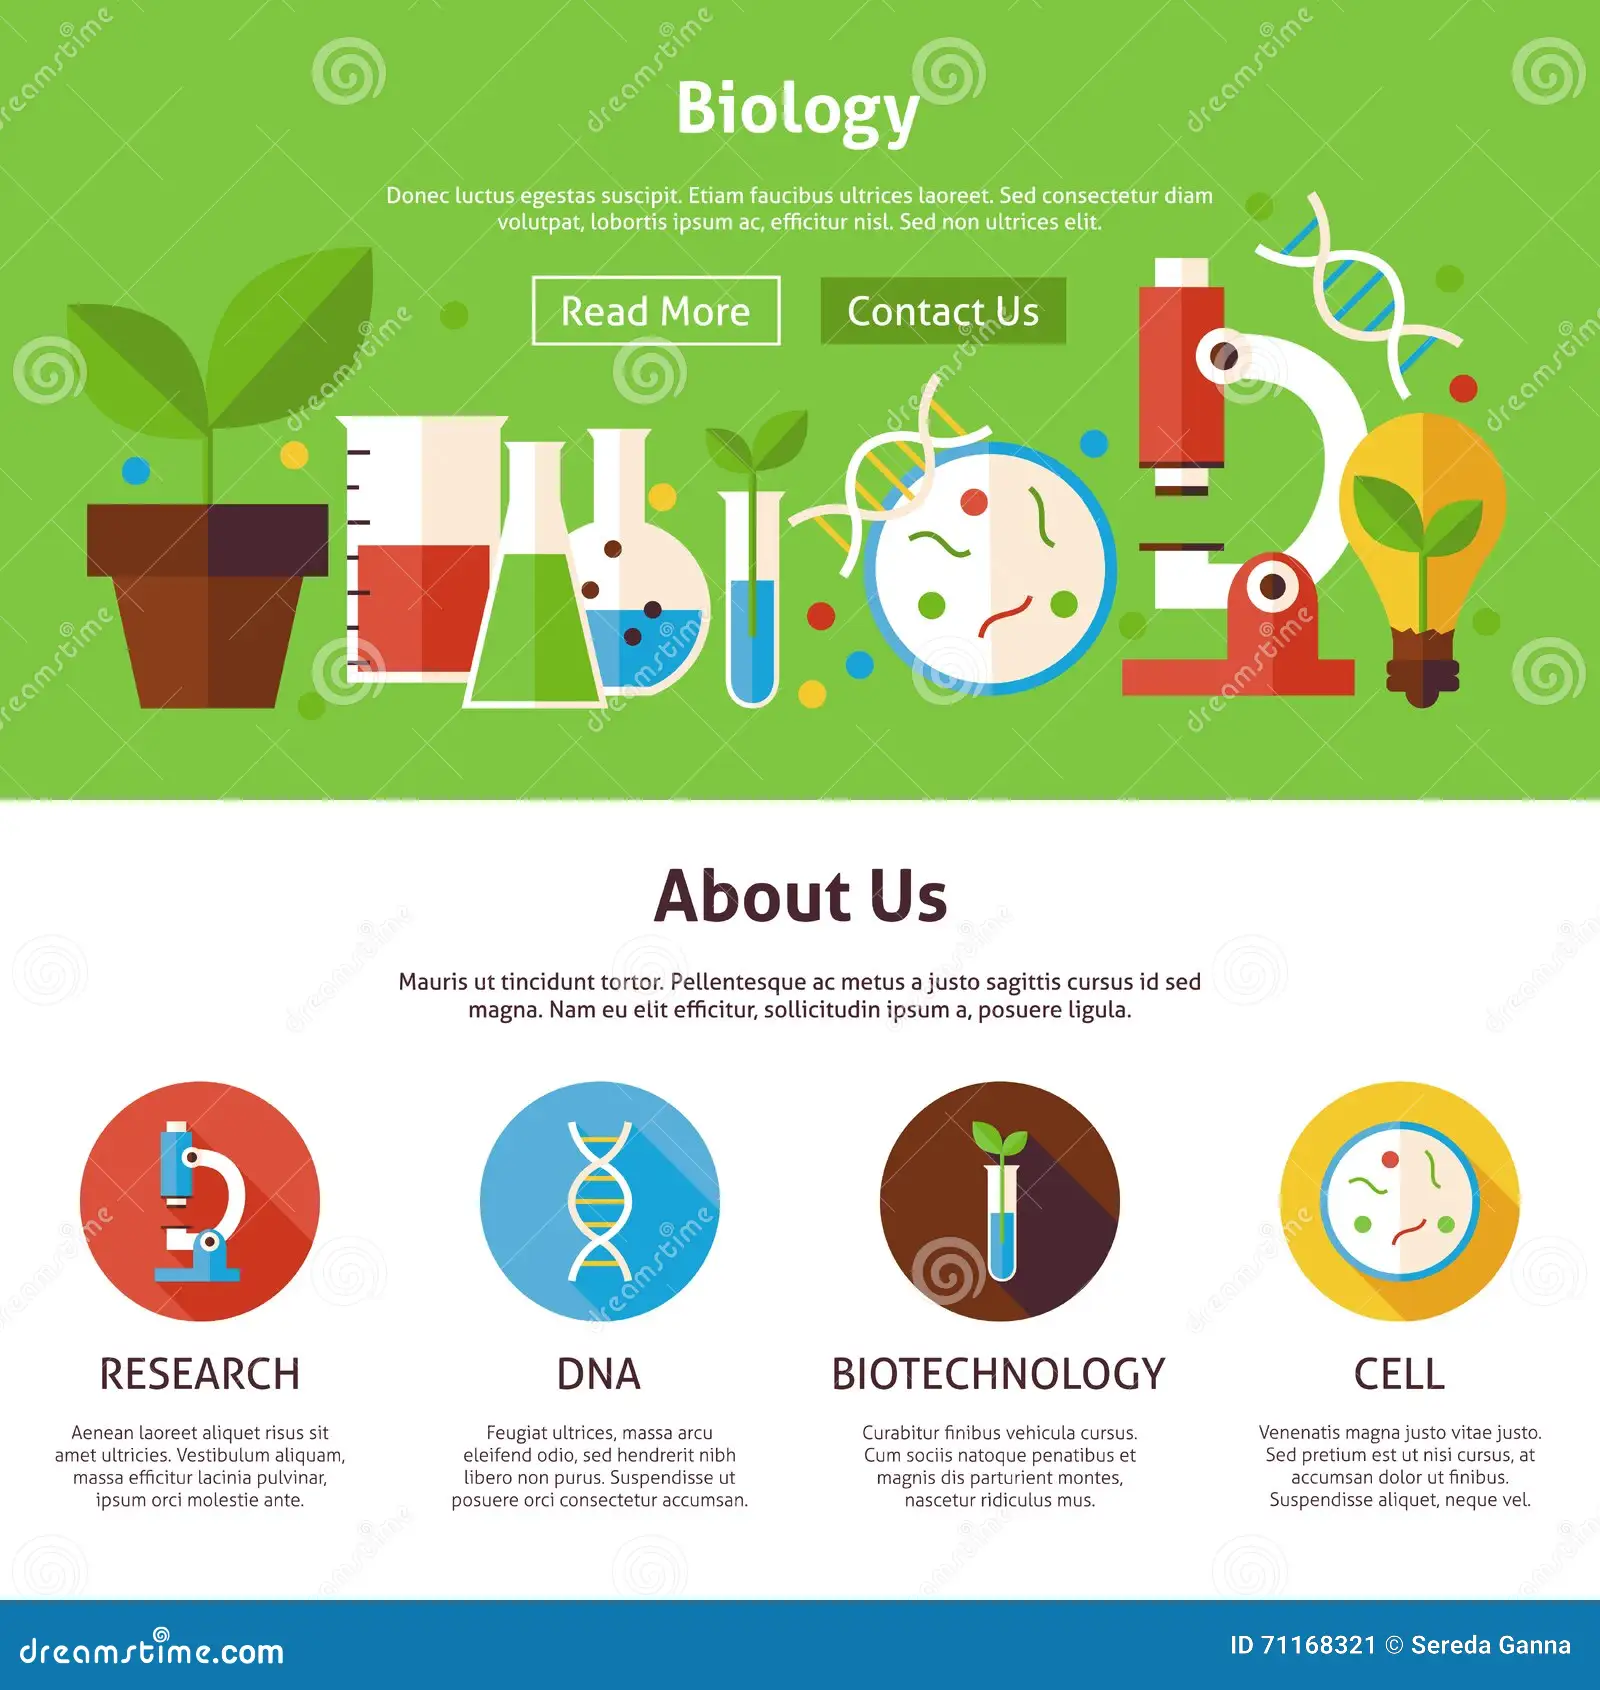 Biology
Donec luctus egestas suscipit. Etiam faucibus ultrices laoreet. Sed consectetur diam
volutpat, lobortis ipsum ac, efficitur nisl. Sed non ultrices elit.
Read More
Contact Us
About Us
Mauris ut tincidunt tortor. Pellentesque ac metus a justo sagittis cursus id sed
magna. Nam eu elit efficitur, sollicitudin ipsum a, posuere ligula.
RESEARCH
Aenean laoreet aliquet risus sit
amet ultricies. Vestibulum aliquam,
massa efficitur lacinia pulvinar,
ipsum orci molestie ante.
DNA
Feugiat ultrices, massa arcu
eleifend odio, sed hendrerit nibh
libero non purus. Suspendisse ut
posuere orci consectetur accumsan.
BIOTECHNOLOGY
Curabitur finibus vehicula cursus.
Cum sociis natoque penatibus et
magnis dis parturient montes,
nascetur ridiculus mus.
CELL
Venenatis magna justo vitae justo.
Sed pretium est ut nisi cursus, at
accumsan dolor ut finibus.
Suspendisse aliquet, neque vel.
dreamstime.com
ID 71168321 © Sereda Ganna